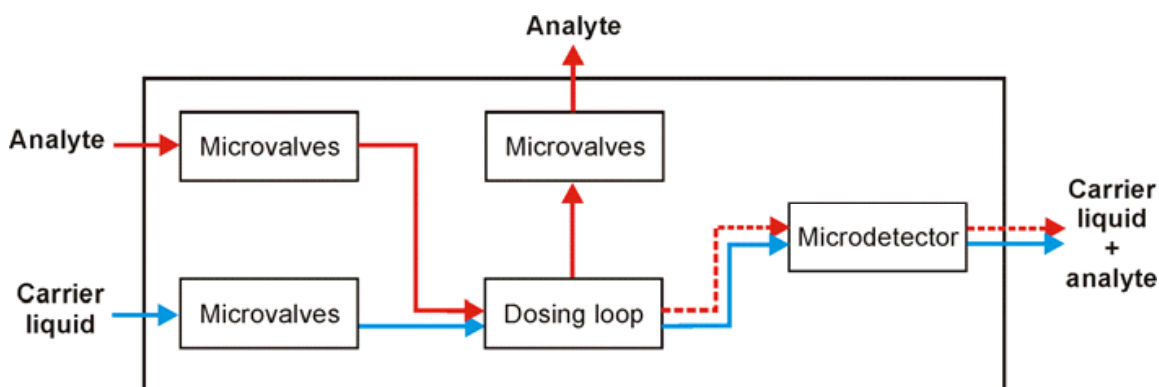 Analyte
Analyte
Microvalves
Microvalves
Carrier
liquid
+
analyte
Microdetector
Carrier
liquid
Microvalves
Dosing loop